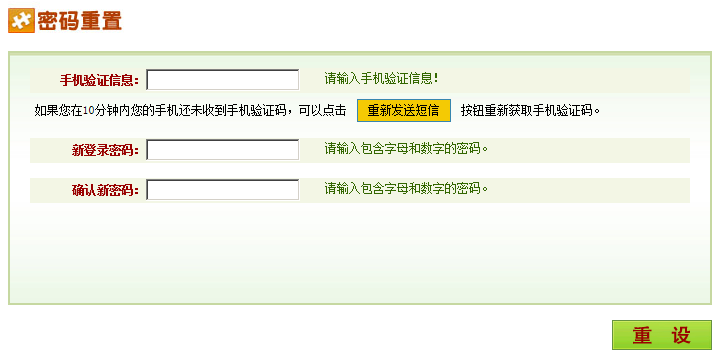 密码重置
手机验证信息: 请输入手机验证信息!
如果您在10分钟内您的手机还未收到手机验证码，可以点击 重新发送短信 按钮重新获取手机验证码。
新登录密码: 请输入包含字母和数字的密码。
确认新密码: 请输入包含字母和数字的密码。
重 设